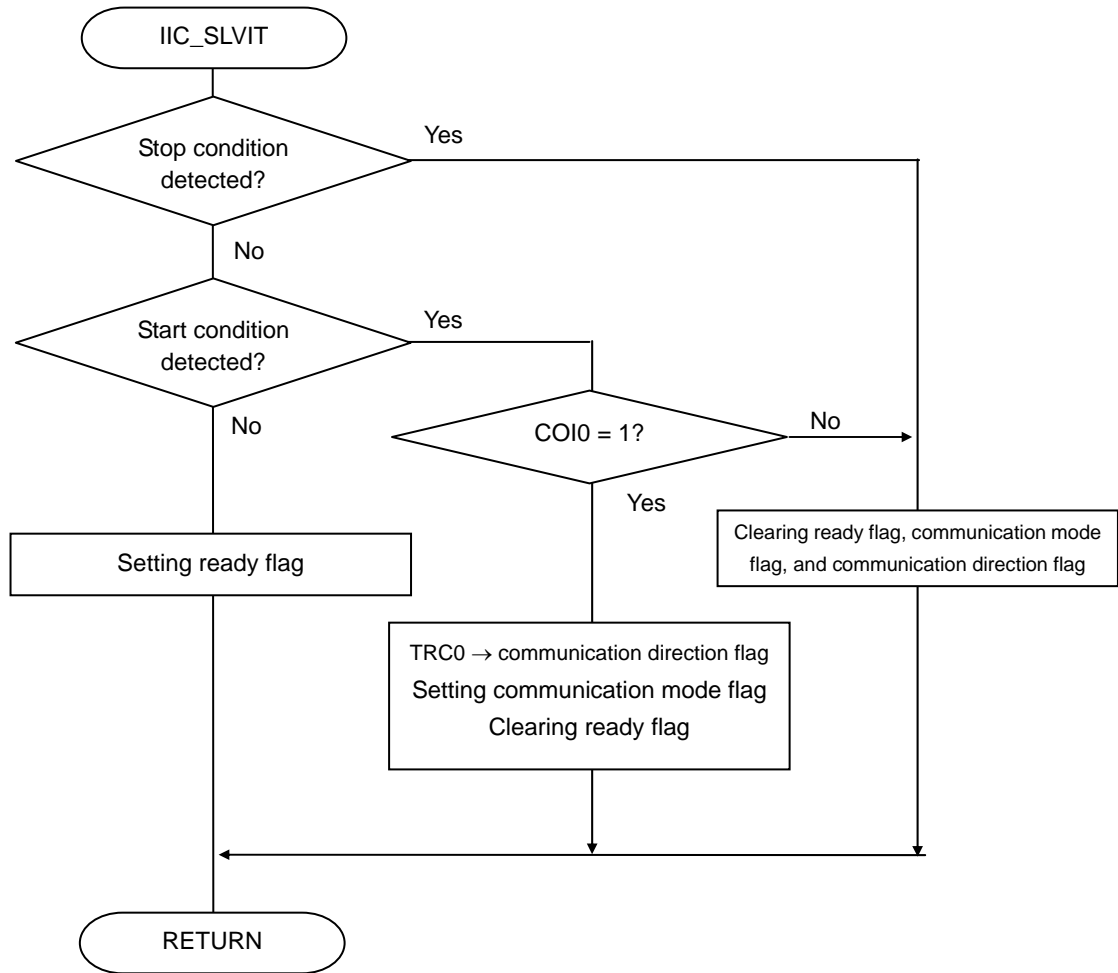 IIC_SLVIT
Stop condition
detected?
Yes
No
Start condition
detected?
Yes
No
COI0 = 1?
No
Yes
Setting ready flag
Clearing ready flag, communication mode
flag, and communication direction flag
TRC0 → communication direction flag
Setting communication mode flag
Clearing ready flag
RETURN